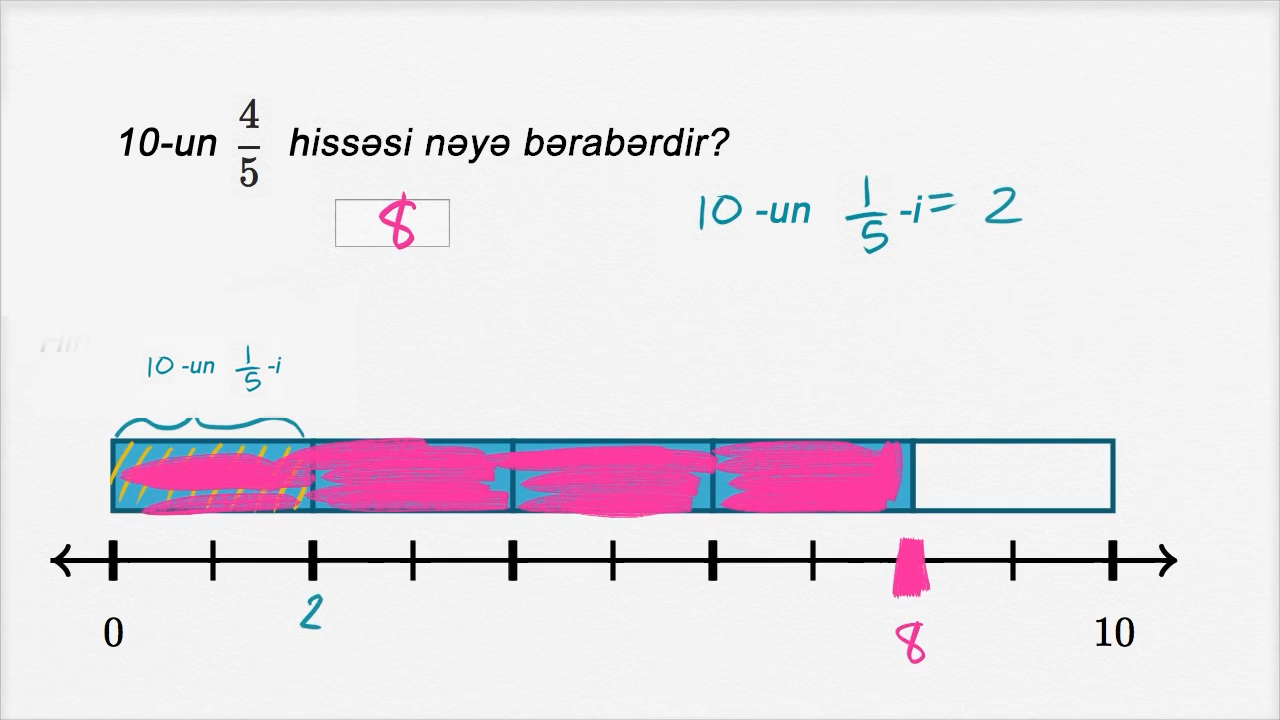 10-un 4/5 hissəsi nəyə bərabərdir?
8
10 -un 1/5 -i = 2
10 -un 1/5 -i
2
8
0
10